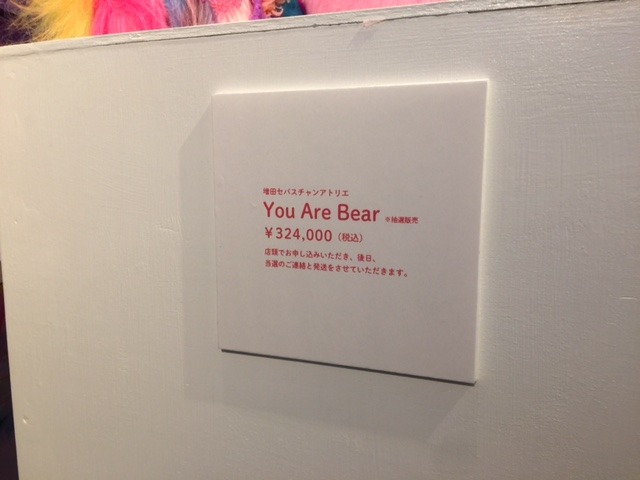 増田セバスチャンアトリエ
You Are Bear ※抽選販売
￥324,000（税込）
店頭でお申し込みいただき、後日、
当選のご連絡と発送をさせていただきます。